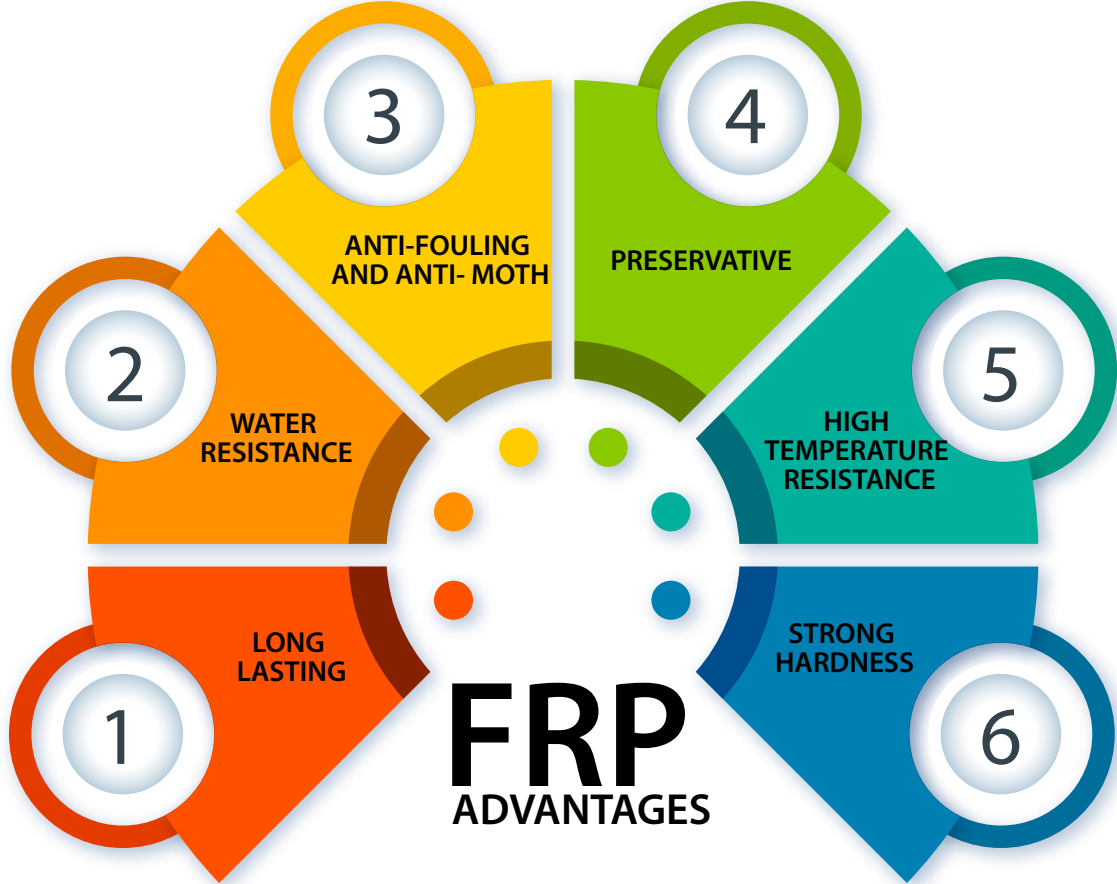 1
LONG
LASTING
2
WATER
RESISTANCE
3
ANTI-FOULING
AND ANTI- MOTH
4
PRESERVATIVE
5
HIGH
TEMPERATURE
RESISTANCE
6
STRONG
HARDNESS
FRP
ADVANTAGES